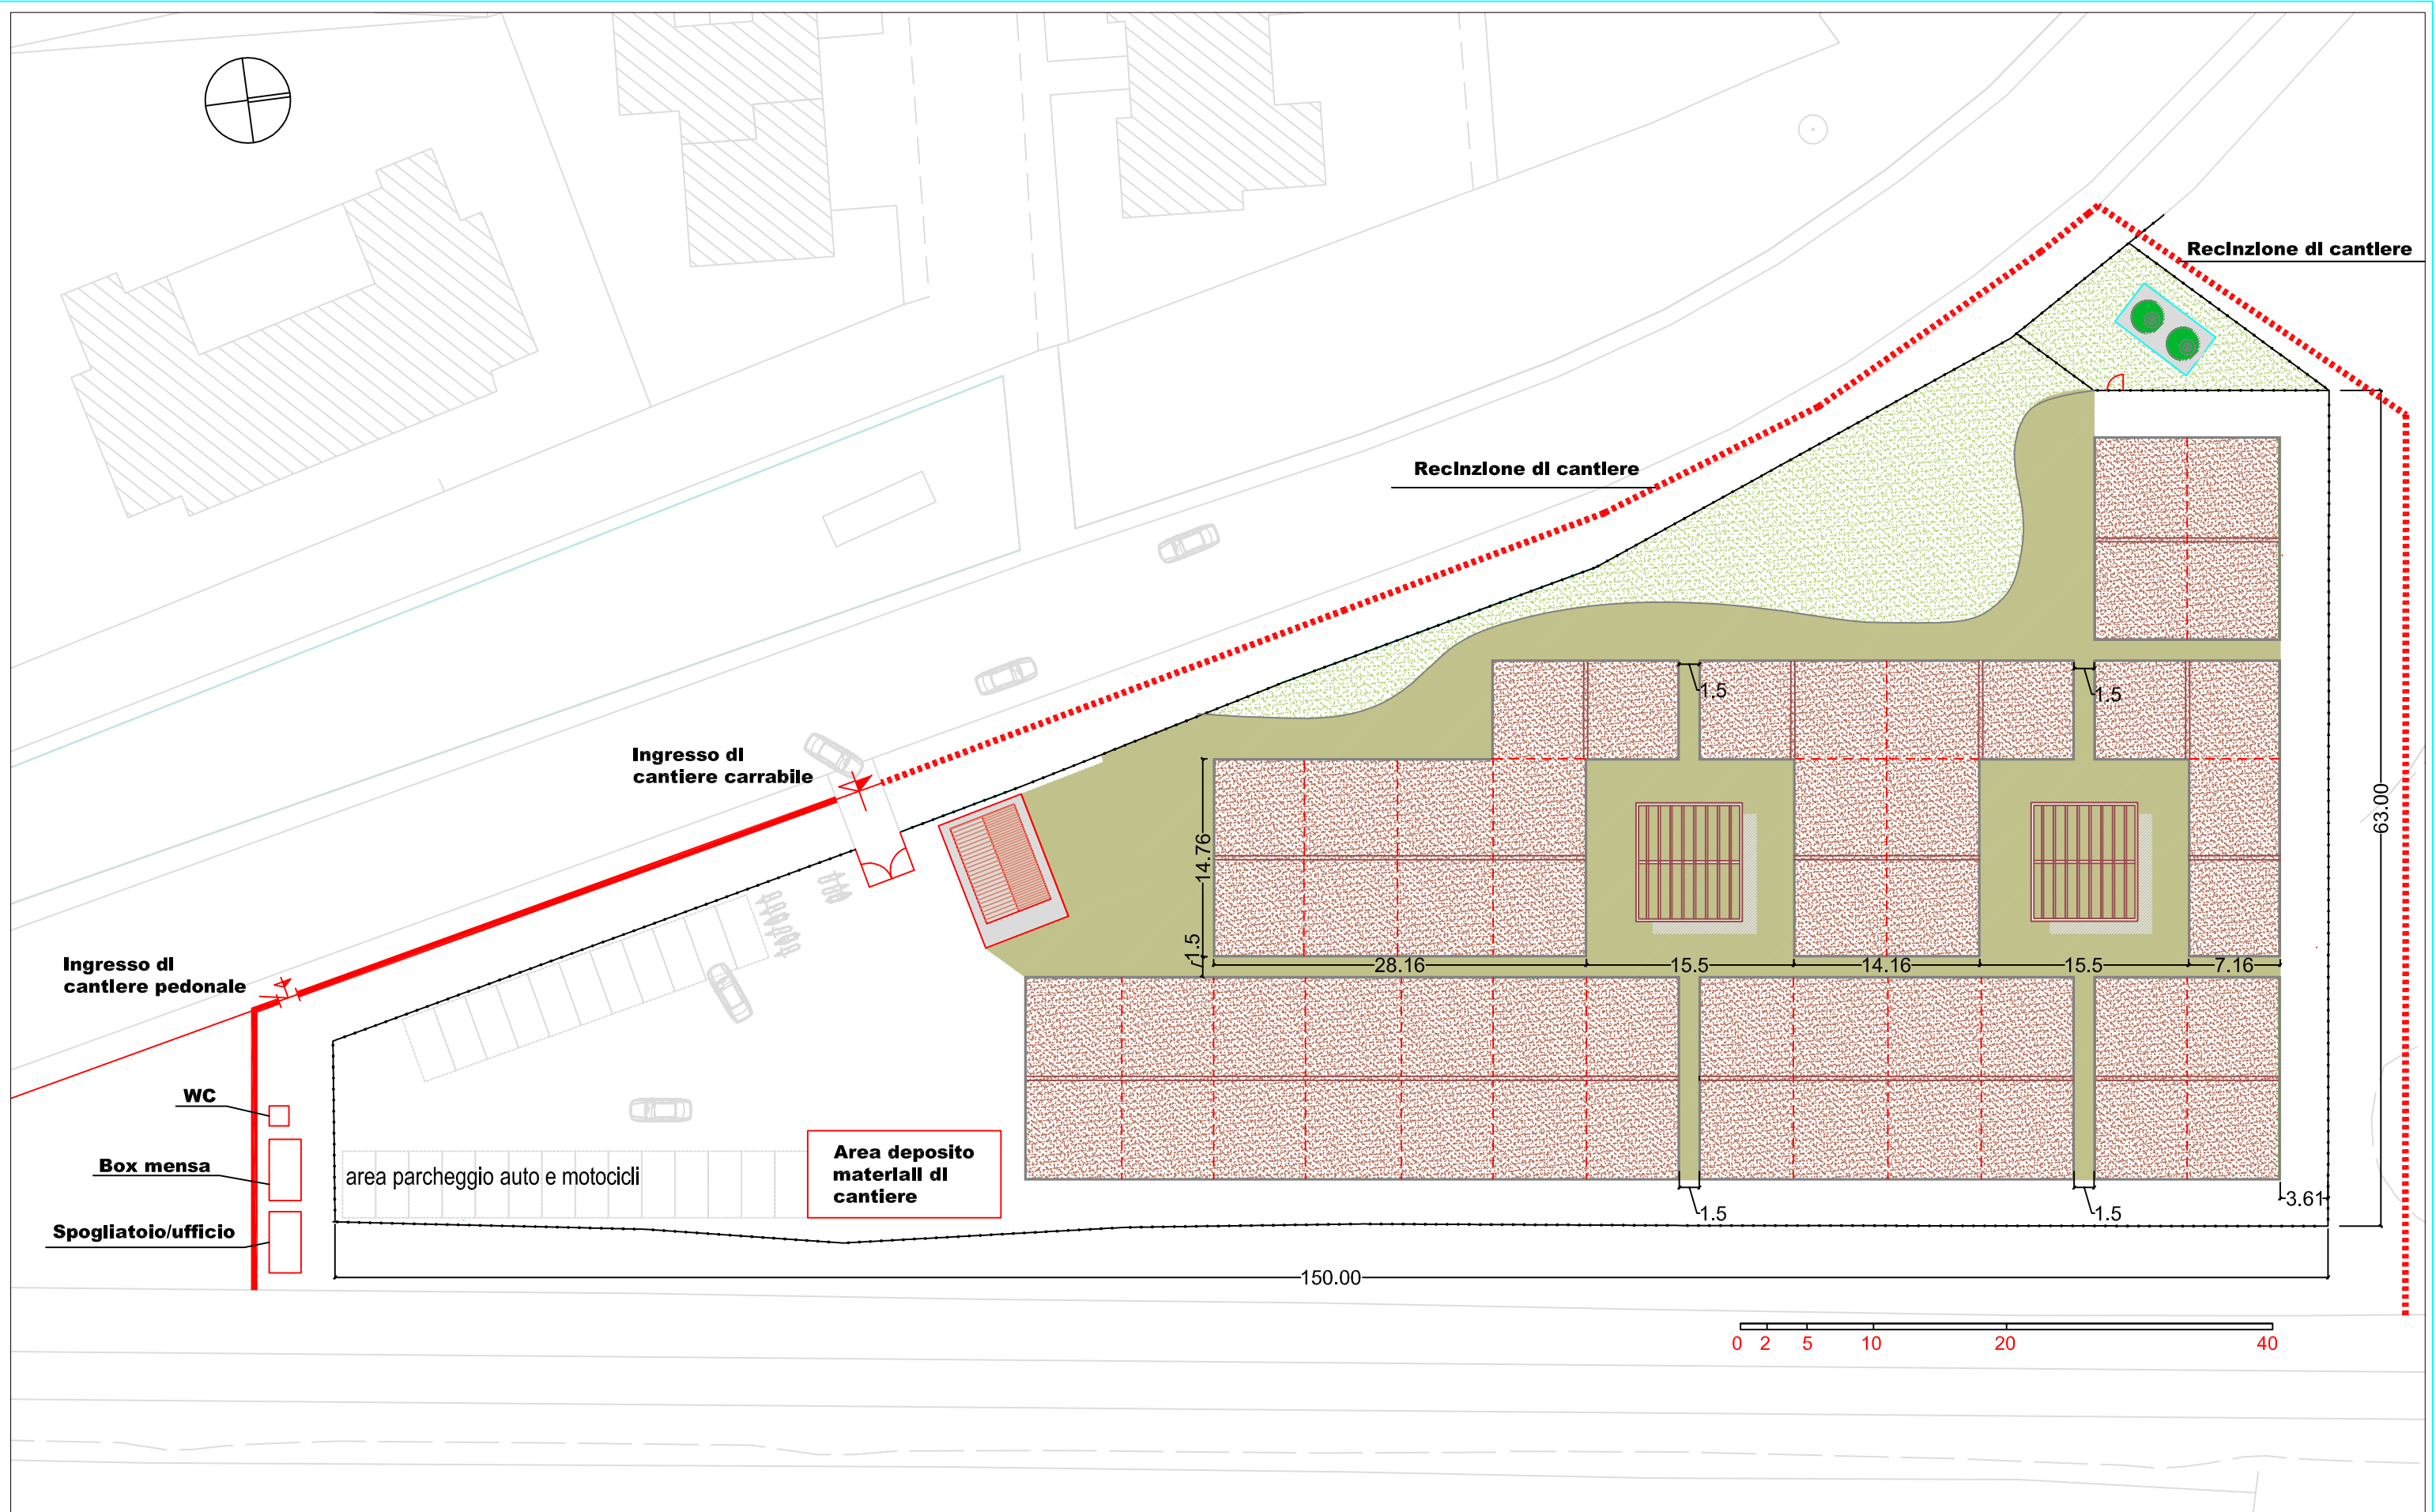 RecInzIone dI cantIere
RecInzIone dI cantIere
1.5
1.5
Ingresso dI
cantiere carrabile
63.00
14.76
1.5
28.16
15.5
14.16
15.5
7.16
Ingresso dI
cantIere pedonale
WC
Box mensa
area parcheggio auto e motocicli
Area deposito
materIalI dI
cantiere
Spogliatoio/ufficio
1.5
1.5
3.61
150.00
0 2 5 10 20 40